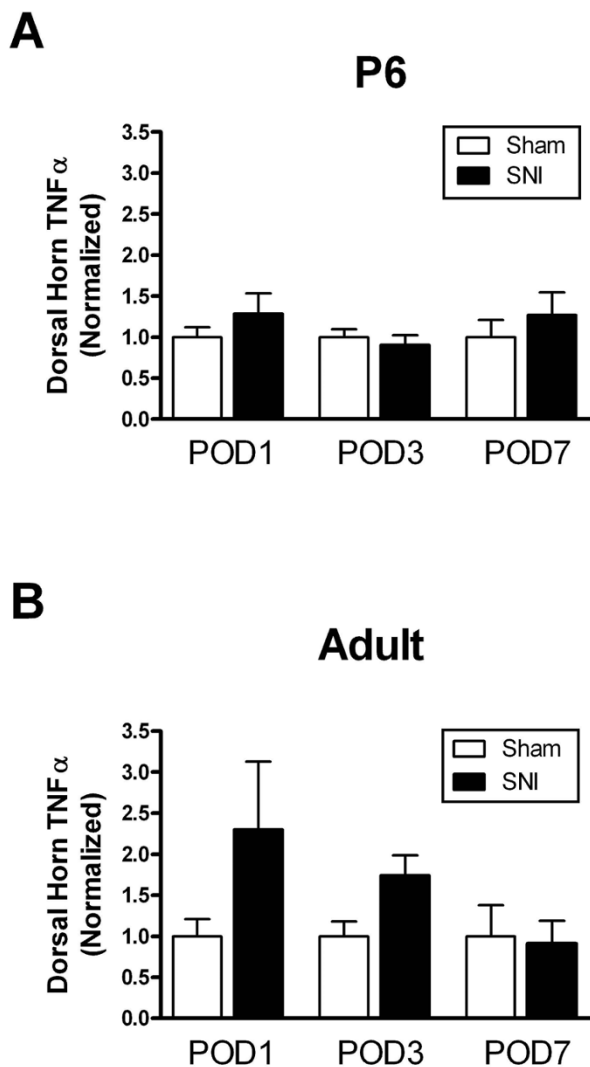 A
P6
Dorsal Horn TNFα
(Normalized)
3.5
3.0
2.5
2.0
1.5
1.0
0.5
0.0
Sham
SNI
POD1 POD3 POD7
B
Adult
Dorsal Horn TNFα
(Normalized)
3.5
3.0
2.5
2.0
1.5
1.0
0.5
0.0
Sham
SNI
POD1 POD3 POD7